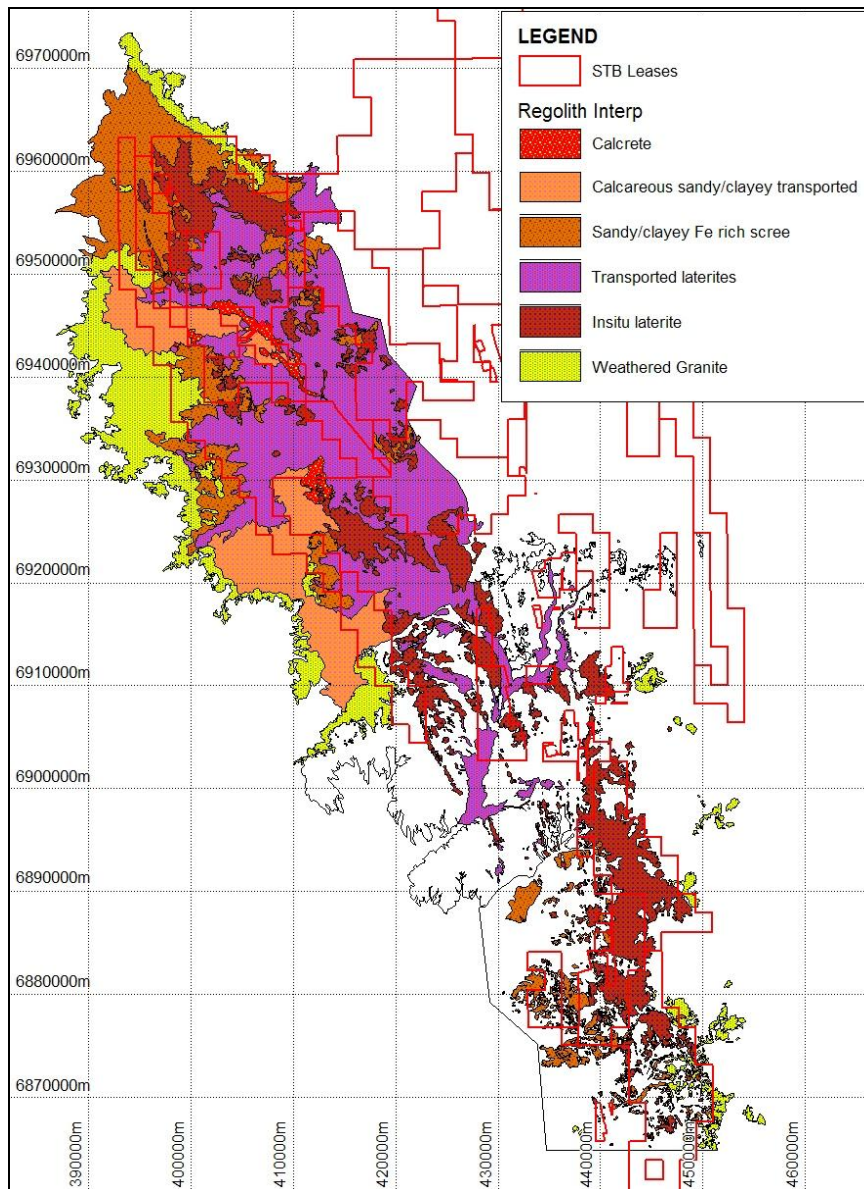 LEGEND
STB Leases
Regolith Interp
Calcrete
Calcareous sandy/clayey transported
Sandy/clayey Fe rich scree
Transported laterites
Insitu laterite
Weathered Granite
6970000m
6960000m
6950000m
6940000m
6930000m
6920000m
6910000m
6900000m
6890000m
6880000m
6870000m
390000m
400000m
410000m
420000m
430000m
440000m
450000m
460000m